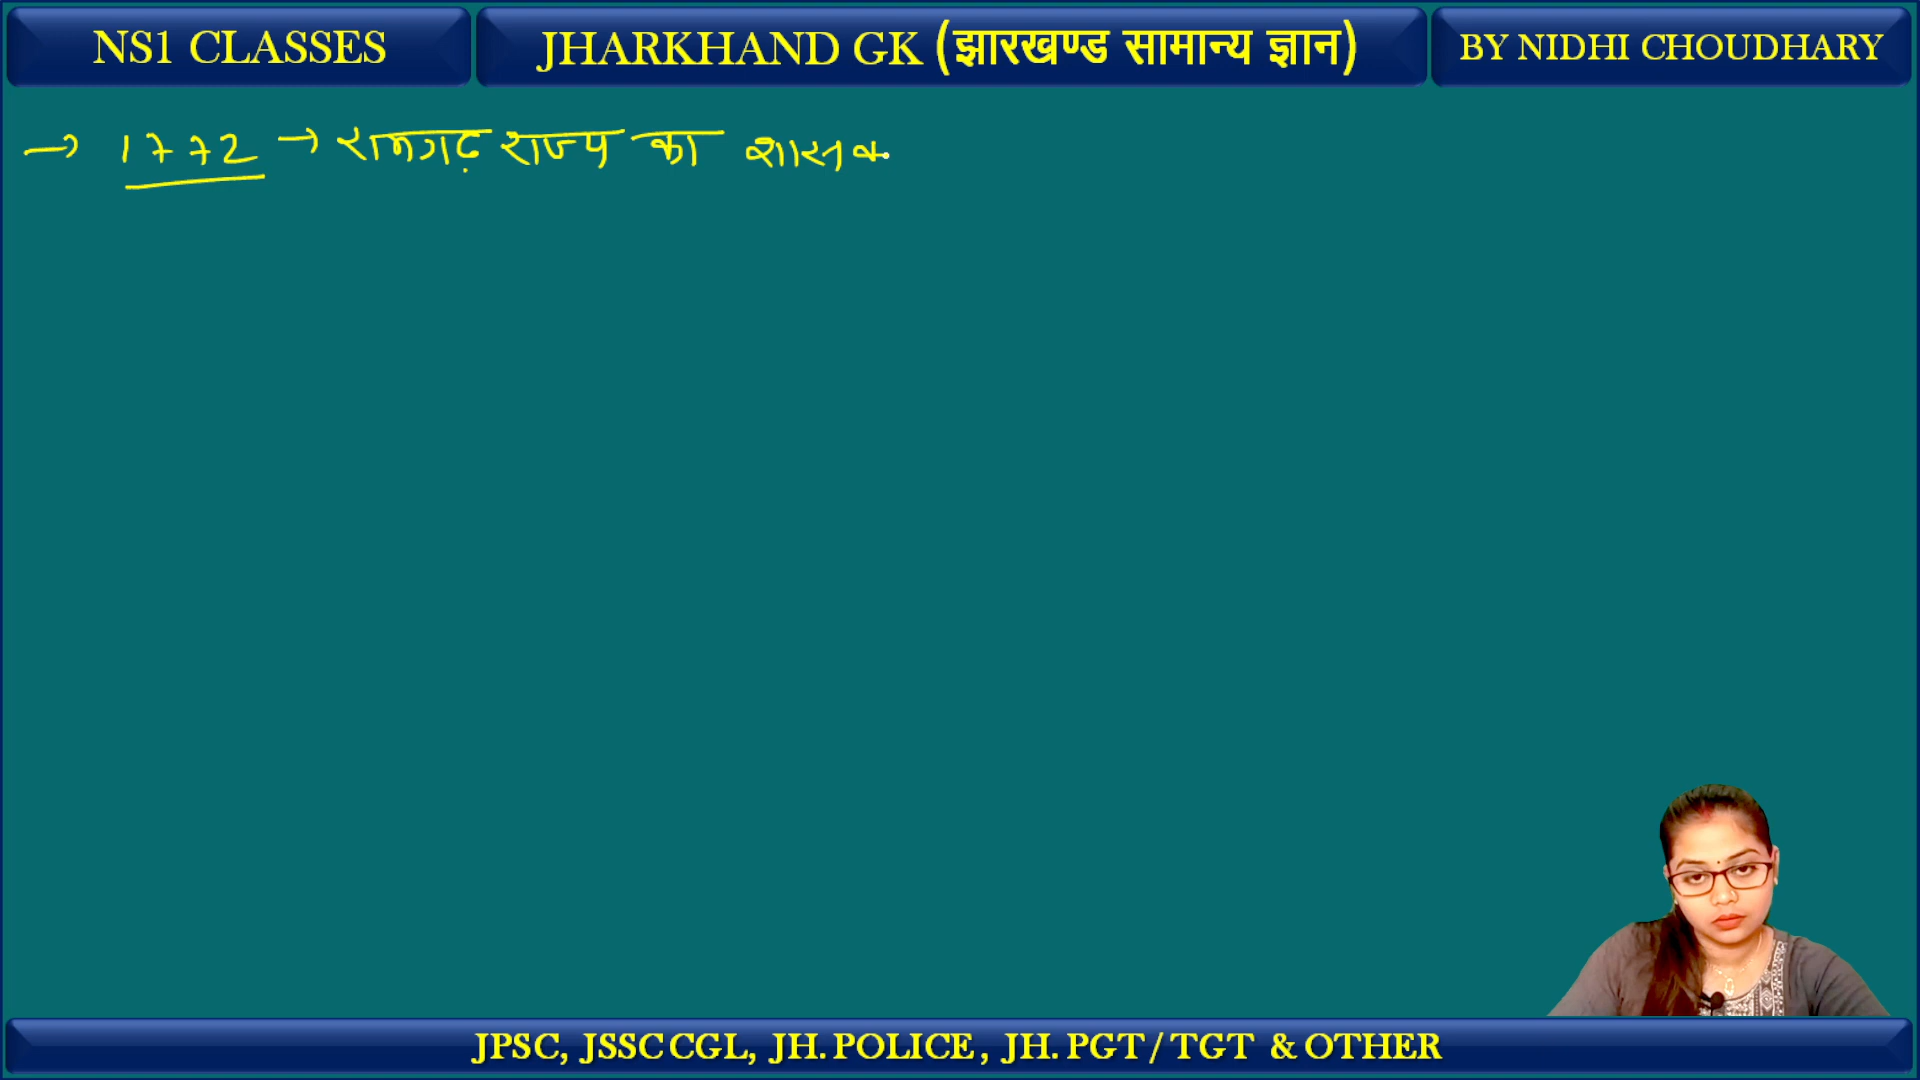 NS1 CLASSES
JHARKHAND GK (झारखण्ड सामान्य ज्ञान)
BY NIDHI CHOUDHARY
→ 1772 → रामगढ़ राज्य का शासक
JPSC, JSSC CGL, JH. POLICE, JH. PGT / TGT & OTHER